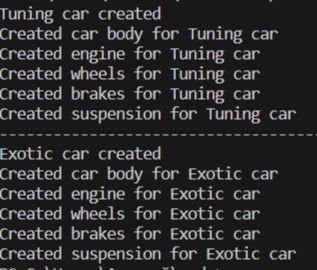 Tuning car created
Created car body for Tuning car
Created engine for Tuning car
Created wheels for Tuning car
Created brakes for Tuning car
Created suspension for Tuning car
-----------------------------------
Exotic car created
Created car body for Exotic car
Created engine for Exotic car
Created wheels for Exotic car
Created brakes for Exotic car
Created suspension for Exotic car